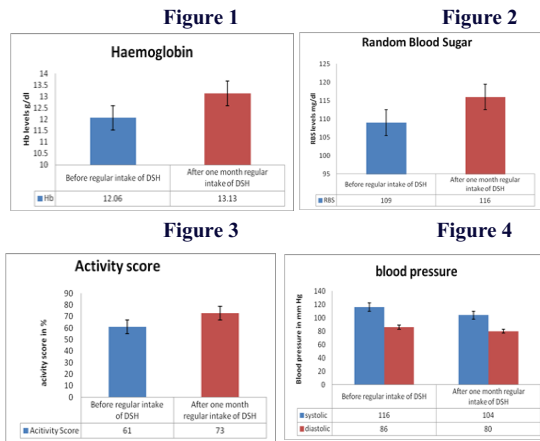 Figure 1
Haemoglobin
Hb levels g/dl
14
13.5
13
12.5
12
11.5
11
10.5
10
Before regular intake of DSH
After one month regular
intake of DSH
Hb
12.06
13.13
Figure 2
Random Blood Sugar
RBS levels mg/dl
125
120
115
110
105
100
95
Before regular intake of DSH
After one month regular
intake of DSH
RBS
109
116
Figure 3
Activity score
acivity score in %
90
80
70
60
50
40
30
20
10
0
Before regular intake
of DSH
After one month
regular intake of DSH
Acitivity Score
61
73
Figure 4
blood pressure
Blood pressure in mm Hg
140
120
100
80
60
40
20
0
Before regular intake of DSH
After one month regular
intake of DSH
systolic
116
104
diastolic
86
80